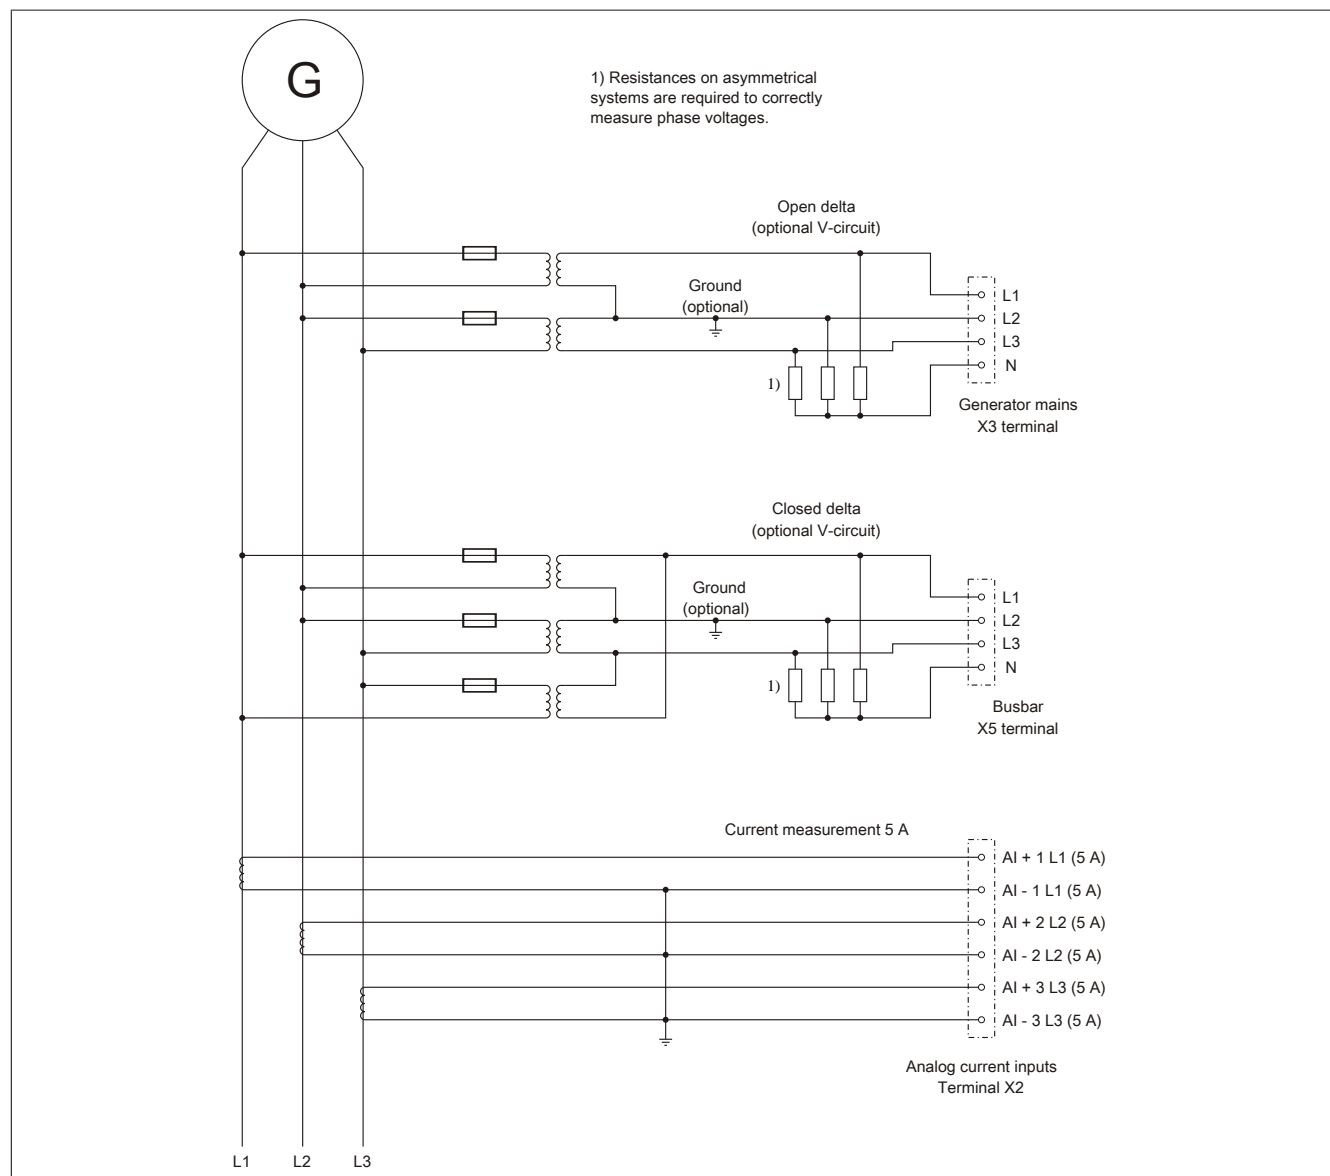 G
1) Resistances on asymmetrical
systems are required to correctly
measure phase voltages.
Open delta
(optional V-circuit)
Ground
(optional)
L1
L2
L3
N
1)
Generator mains
X3 terminal
Closed delta
(optional V-circuit)
Ground
(optional)
L1
L2
L3
N
1)
Busbar
X5 terminal
Current measurement 5 A
AI + 1 L1 (5 A)
AI - 1 L1 (5 A)
AI + 2 L2 (5 A)
AI - 2 L2 (5 A)
AI + 3 L3 (5 A)
AI - 3 L3 (5 A)
Analog current inputs
Terminal X2
L1 L2 L3